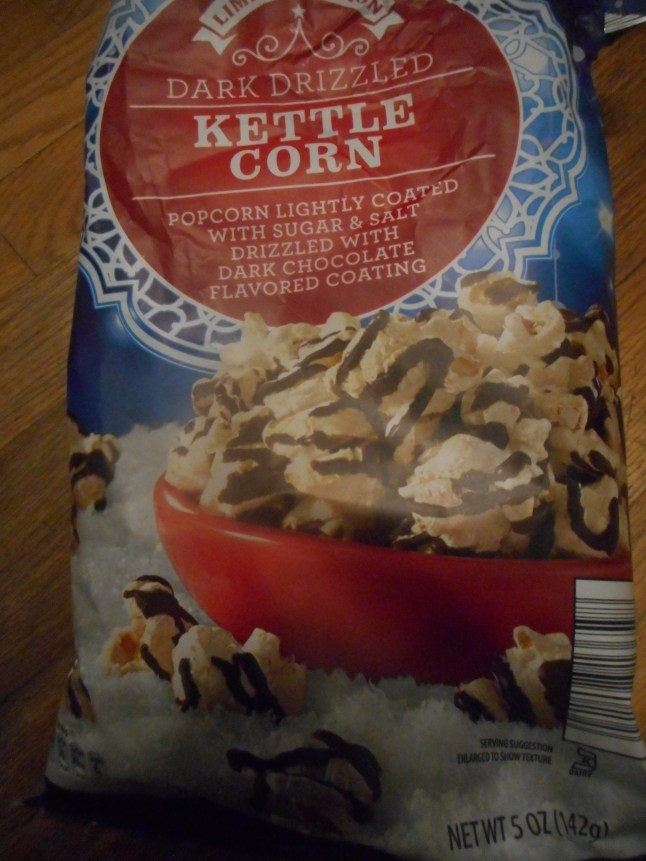 DARK DRIZZLED
KETTLE
CORN
POPCORN LIGHTLY COATED
WITH SUGAR & SALT
DRIZZLED WITH
DARK CHOCOLATE
FLAVORED COATING
SERVING SUGGESTION
ENLARGED TO SHOW TEXTURE
NET WT 5 OZ (142g)